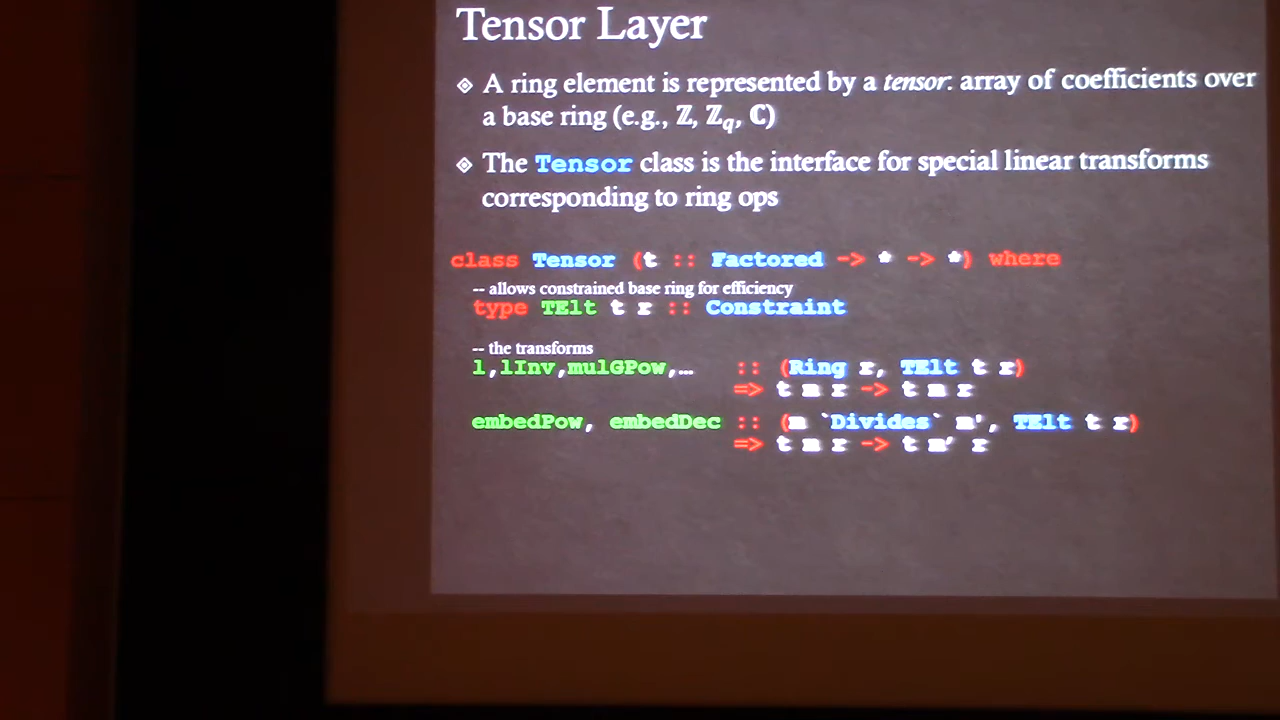 Tensor Layer
A ring element is represented by a tensor: array of coefficients over
a base ring (e.g., ℤ, ℤq, ℂ)
The Tensor class is the interface for special linear transforms
corresponding to ring ops
class Tensor (t :: Factored -> * -> *) where
-- allows constrained base ring for efficiency
type TElt t r :: Constraint
-- the transforms
l,lInv,mulGPow,… :: (Ring r, TElt t r)
=> t m r -> t m r
embedPow, embedDec :: (m `Divides` m', TElt t r)
=> t m r -> t m’ r